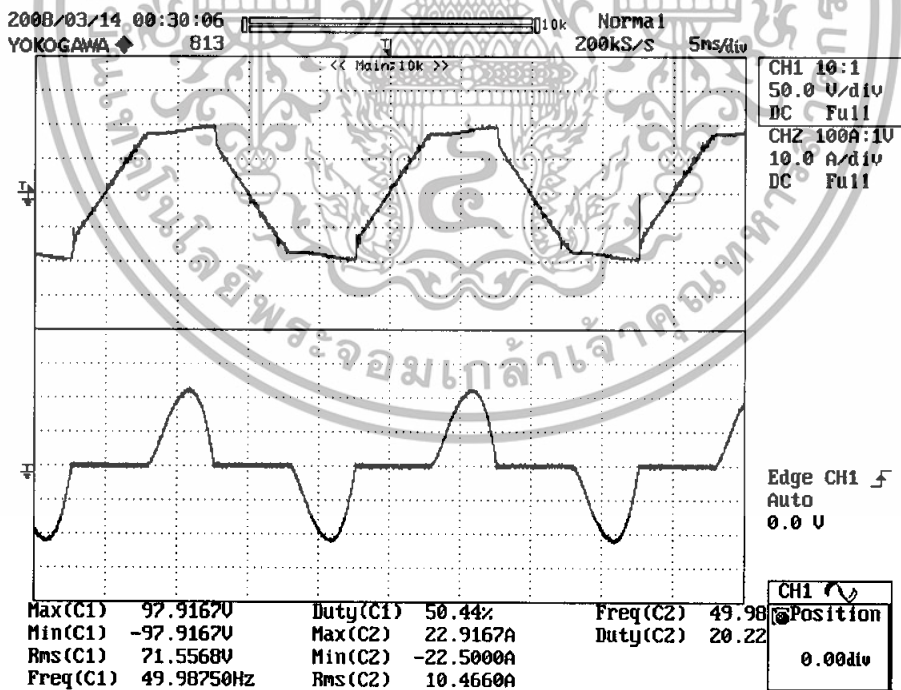 2008/03/14 00:30:06
10k
Normal
YOKOGAWA ◆ 813
200kS/s 5ms/div
<< Main:10k >>
CH1 10:1
50.0 V/div
DC Full
CH2 100A:1V
10.0 A/div
DC Full
Edge CH1
Auto
0.0 V
CH1
Position
0.00div
Max(C1) 97.9167V Duty(C1) 50.44% Freq(C2) 49.98
Min(C1) -97.9167V Max(C2) 22.9167A Duty(C2) 20.22
Rms(C1) 71.5568V Min(C2) -22.5000A
Freq(C1) 49.98750Hz Rms(C2) 10.4660A